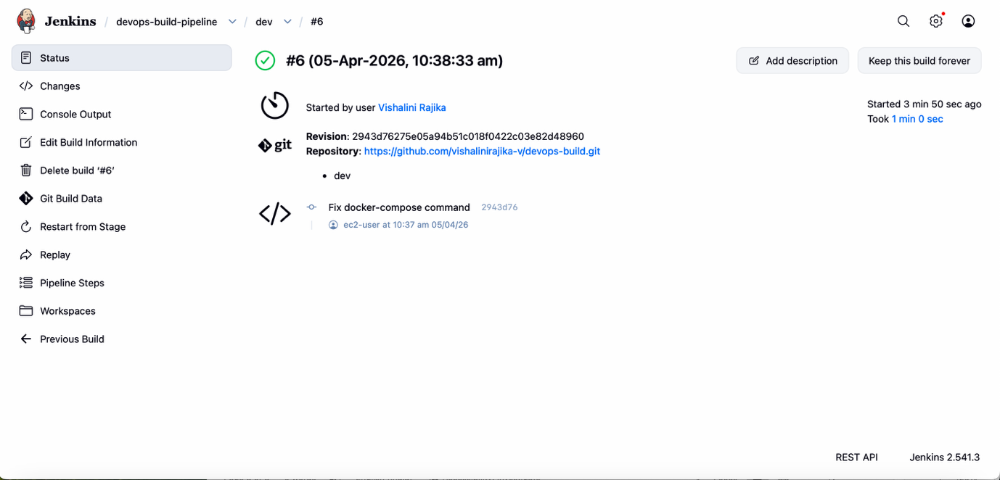 Jenkins / devops-build-pipeline / dev / #6
Status
Changes
Console Output
Edit Build Information
Delete build ‘#6’
Git Build Data
Restart from Stage
Replay
Pipeline Steps
Workspaces
Previous Build
#6 (05-Apr-2026, 10:38:33 am)
Add description
Keep this build forever
Started by user Vishalini Rajika
Started 3 min 50 sec ago
Took 1 min 0 sec
git
Revision: 2943d76275e05a94b51c018f0422c03e82d48960
Repository: https://github.com/vishalinirajika-v/devops-build.git
• dev
Fix docker-compose command 2943d76
ec2-user at 10:37 am 05/04/26
REST API
Jenkins 2.541.3